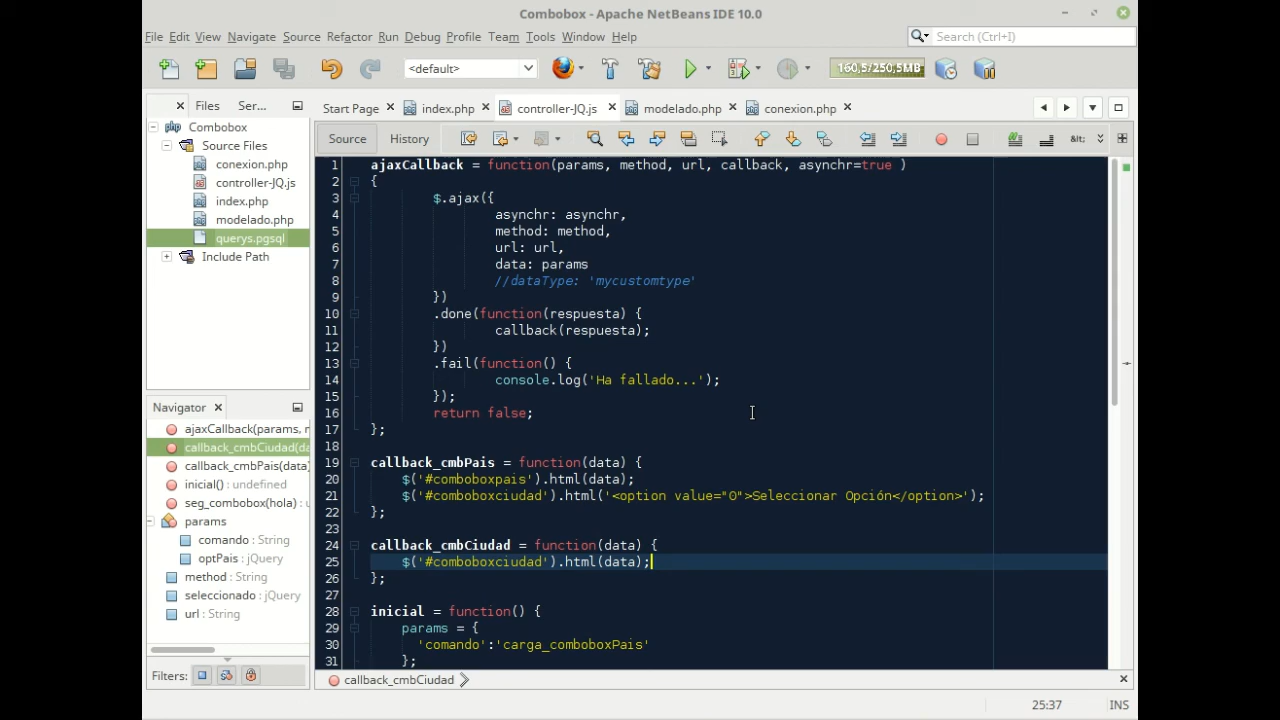 Combobox - Apache NetBeans IDE 10.0
File Edit View Navigate Source Refactor Run Debug Profile Team Tools Window Help
Search (Ctrl+I)
<default>
160,5/250,5MB
Files Ser...
Start Page index.php controller-JQ.js modelado.php conexion.php
Combobox
Source Files
conexion.php
controller-JQ.js
index.php
modelado.php
querys.pgsql
Include Path
Source History
&lt:
1 ajaxCallback = function(params, method, url, callback, asynchr=true )
2 {
3 $.ajax({
4 asynchr: asynchr,
5 method: method,
6 url: url,
7 data: params
8 //dataType: 'mycustomtype'
9 })
10 .done(function(respuesta) {
11 callback(respuesta);
12 })
13 .fail(function() {
14 console.log('Ha fallado...');
15 });
16 return false;
17 };
18
19 callback_cmbPais = function(data) {
20 $('#comboboxpais').html(data);
21 $('#comboboxciudad').html('<option value="0">Seleccionar Opción</option>');
22 };
23
24 callback_cmbCiudad = function(data) {
25 $('#comboboxciudad').html(data);
26 };
27
28 inicial = function() {
29 params = {
30 'comando':'carga_comboboxPais'
31 };
Navigator
ajaxCallback(params, r
callback_cmbCiudad(da
callback_cmbPais(data)
inicial() : undefined
seg_combobox(hola) : u
params
comando : String
optPais : jQuery
method : String
seleccionado : jQuery
url : String
Filters:
callback_cmbCiudad
25:37 INS